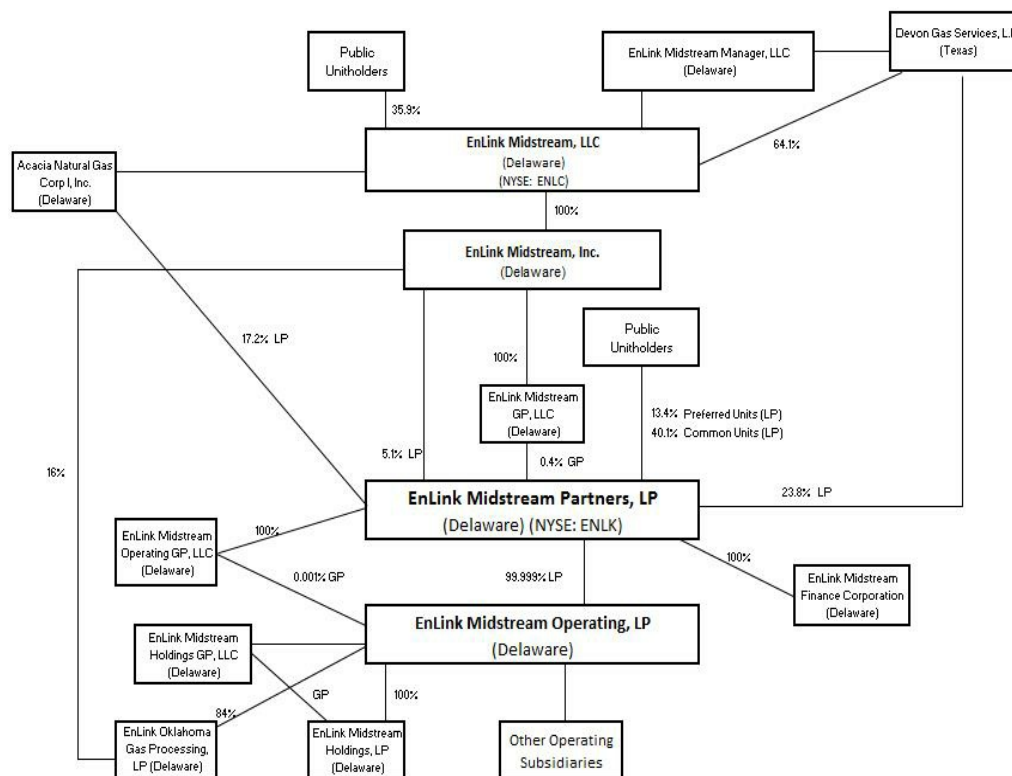 Public
Unitholders
EnLink Midstream Manager, LLC
(Delaware)
Devon Gas Services, L.P
(Texas)
35.9%
64.1%
EnLink Midstream, LLC
(Delaware)
(NYSE: ENLC)
Acacia Natural Gas
Corp I, Inc.
(Delaware)
100%
EnLink Midstream, Inc.
(Delaware)
17.2% LP
100%
Public
Unitholders
EnLink Midstream
GP, LLC
(Delaware)
13.4% Preferred Units (LP)
40.1% Common Units (LP)
16%
5.1% LP
0.4% GP
23.8% LP
EnLink Midstream Partners, LP
(Delaware) (NYSE: ENLK)
EnLink Midstream
Operating GP, LLC
(Delaware)
100%
100%
0.001% GP
99.999% LP
EnLink Midstream
Finance Corporation
(Delaware)
EnLink Midstream Operating, LP
(Delaware)
EnLink Midstream
Holdings GP, LLC
(Delaware)
GP
100%
84%
EnLink Oklahoma
Gas Processing,
LP (Delaware)
EnLink Midstream
Holdings, LP
(Delaware)
Other Operating
Subsidiaries